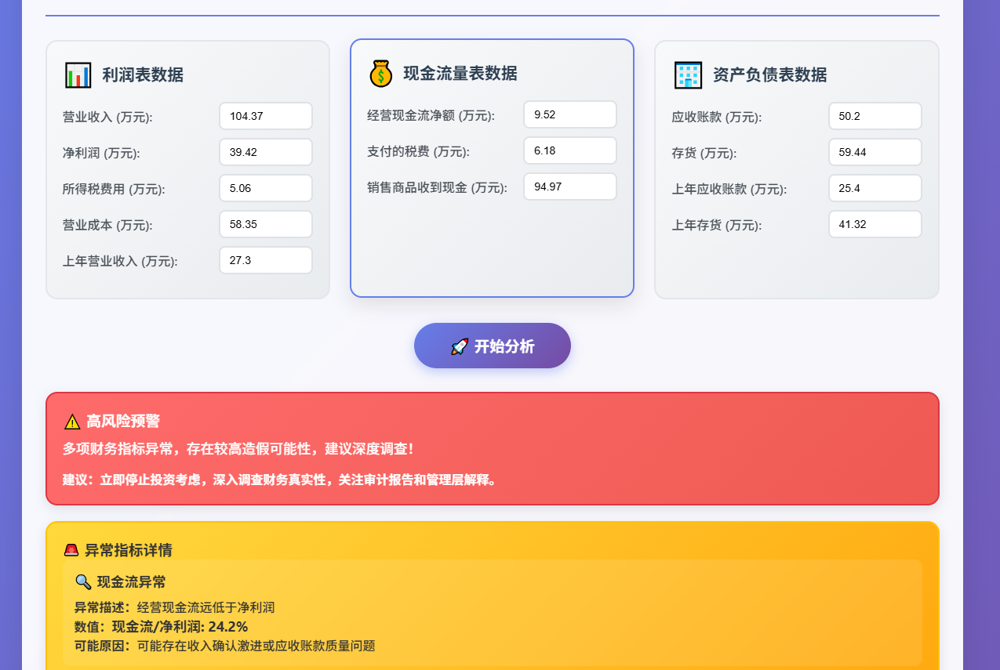 利润表数据
营业收入 (万元):
104.37
净利润 (万元):
39.42
所得税费用 (万元):
5.06
营业成本 (万元):
58.35
上年营业收入 (万元):
27.3
现金流量表数据
经营现金流净额 (万元):
9.52
支付的税费 (万元):
6.18
销售商品收到现金 (万元):
94.97
资产负债表数据
应收账款 (万元):
50.2
存货 (万元):
59.44
上年应收账款 (万元):
25.4
上年存货 (万元):
41.32
🚀 开始分析
⚠️ 高风险预警
多项财务指标异常，存在较高造假可能性，建议深度调查！
建议：立即停止投资考虑，深入调查财务真实性，关注审计报告和管理层解释。
🚨 异常指标详情
🔍 现金流异常
异常描述：经营现金流远低于净利润
数值：现金流/净利润: 24.2%
可能原因：可能存在收入确认激进或应收账款质量问题